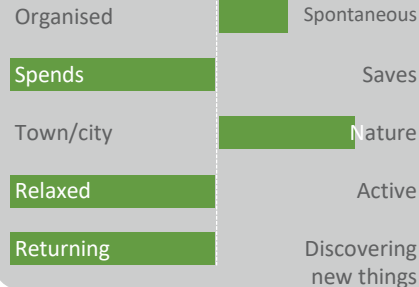 Organised Spontaneous
Spends Saves
Town/city Nature
Relaxed Active
Returning Discovering
new things